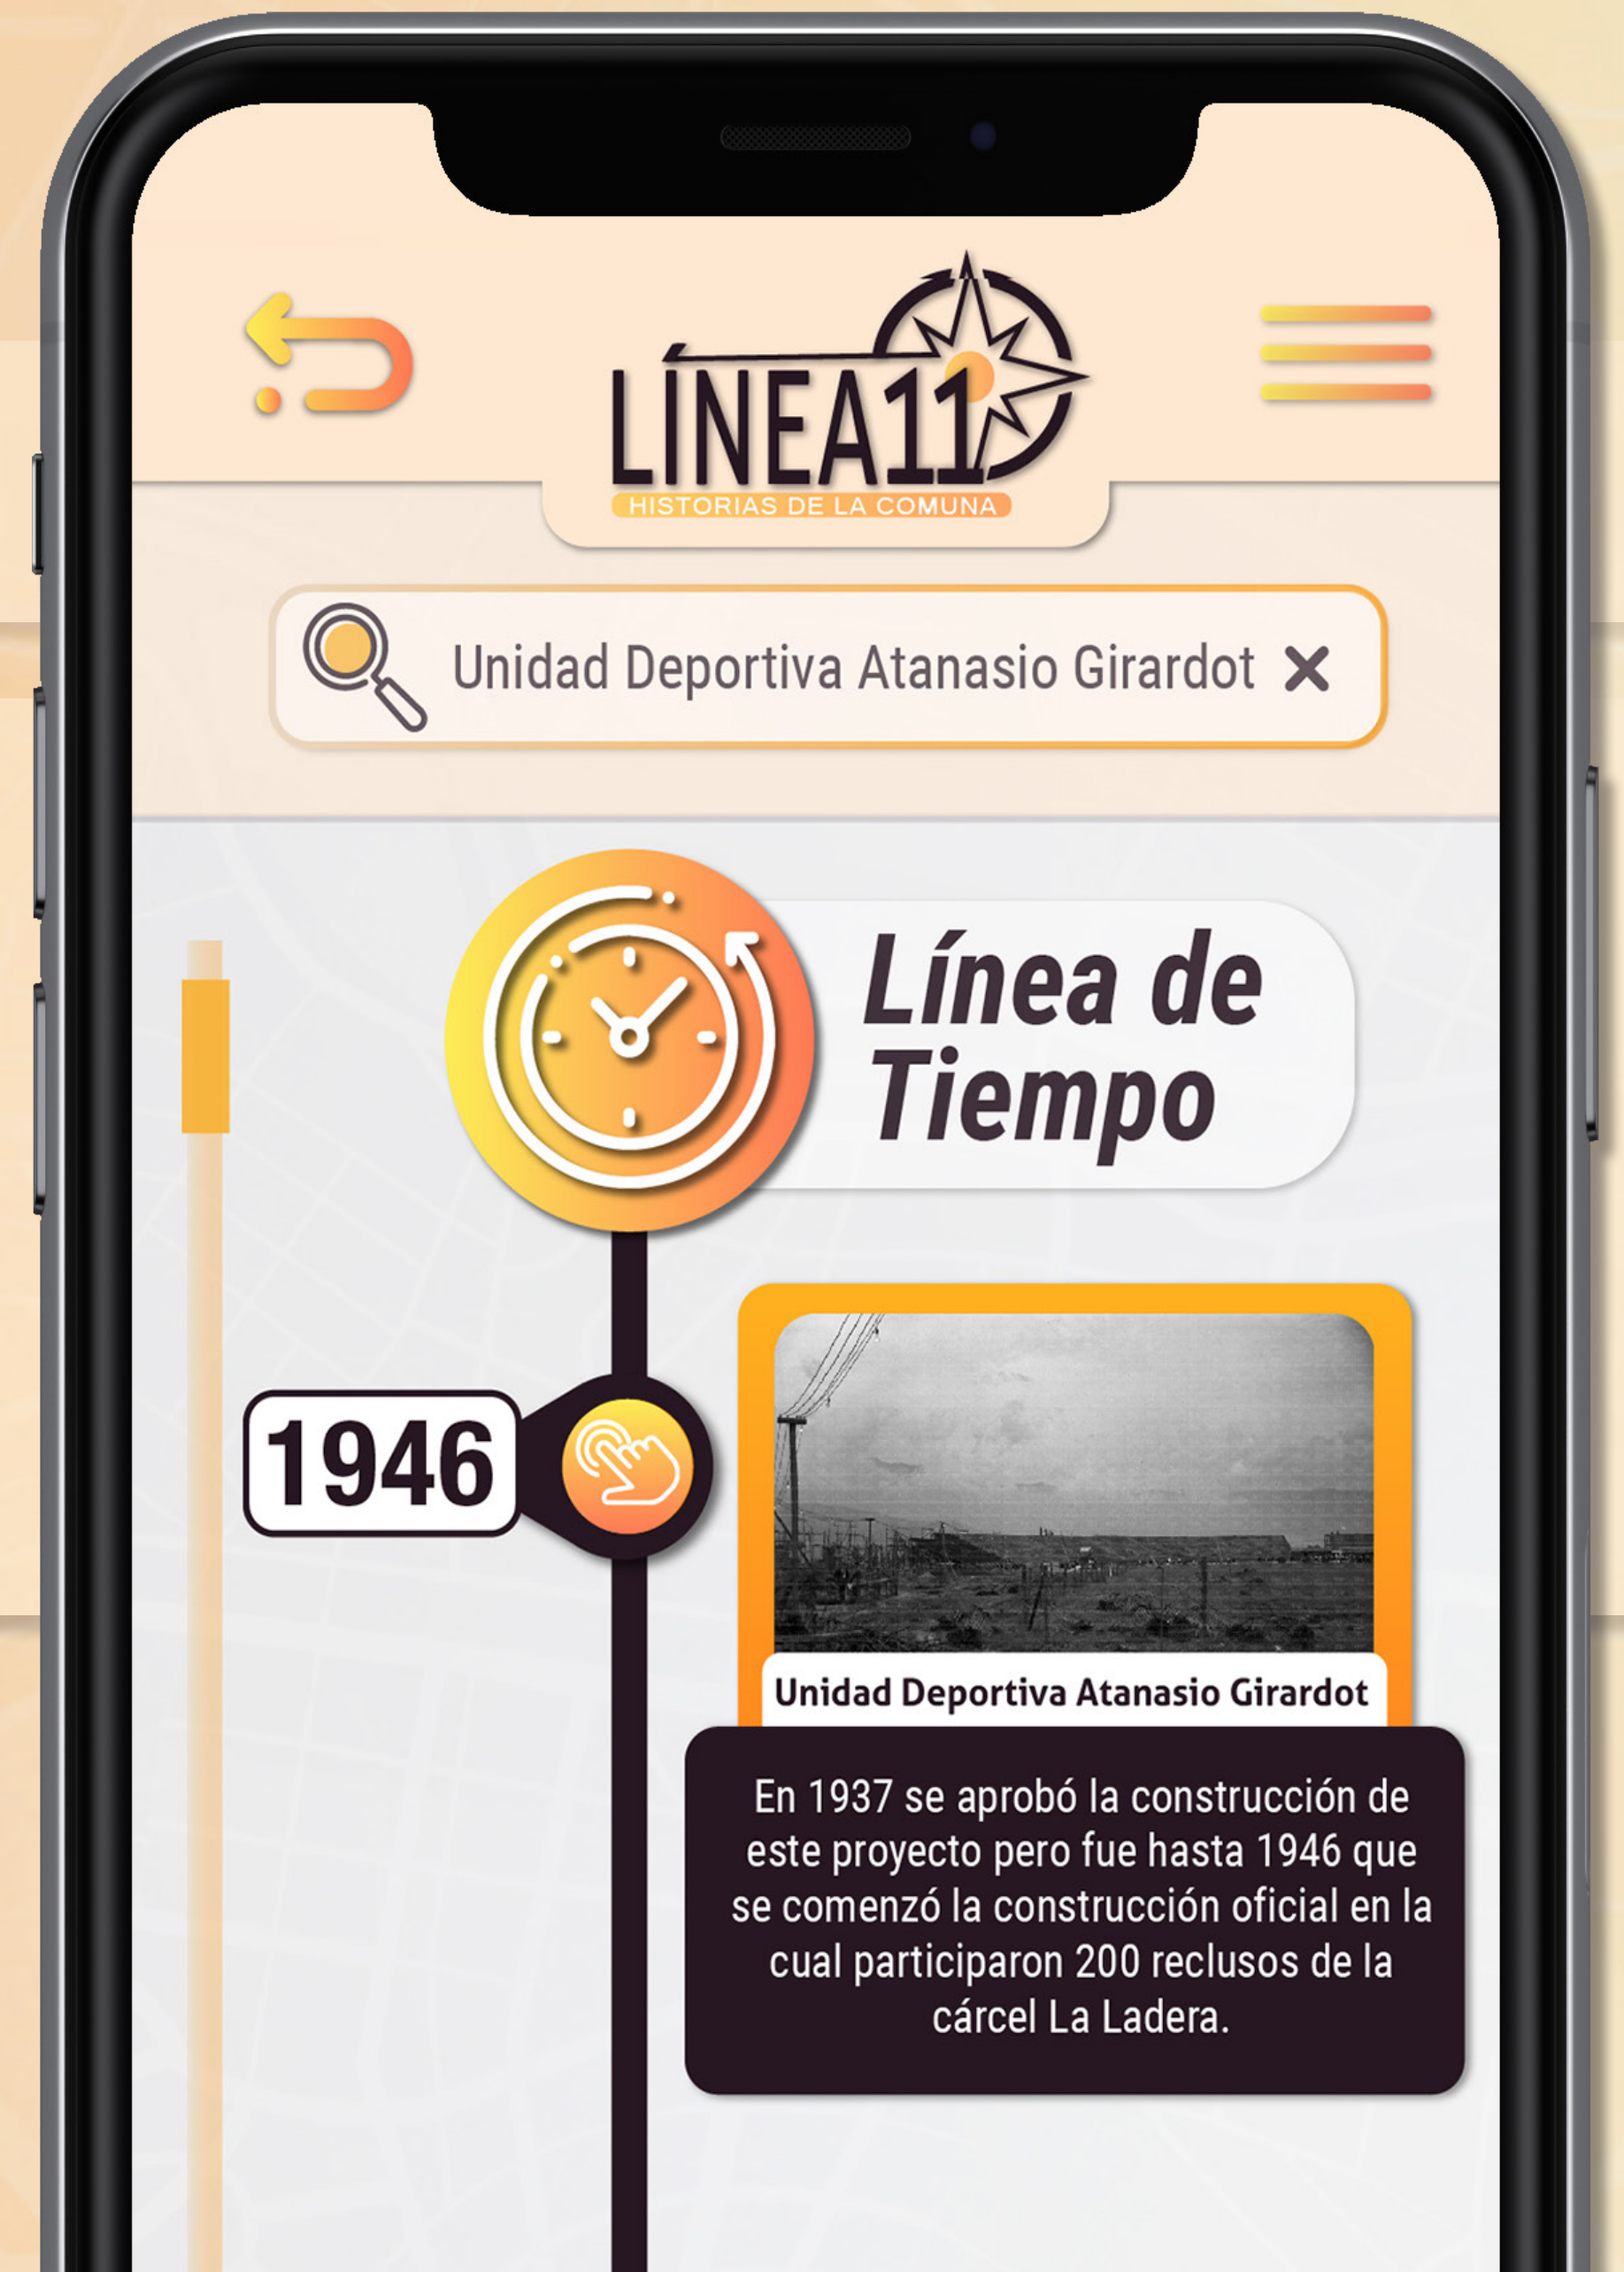 LÍNEA11
HISTORIAS DE LA COMUNA
Unidad Deportiva Atanasio Girardot
Línea de
Tiempo
1946
Unidad Deportiva Atanasio Girardot
En 1937 se aprobó la construcción de
este proyecto pero fue hasta 1946 que
se comenzó la construcción oficial en la
cual participaron 200 reclusos de la
cárcel La Ladera.